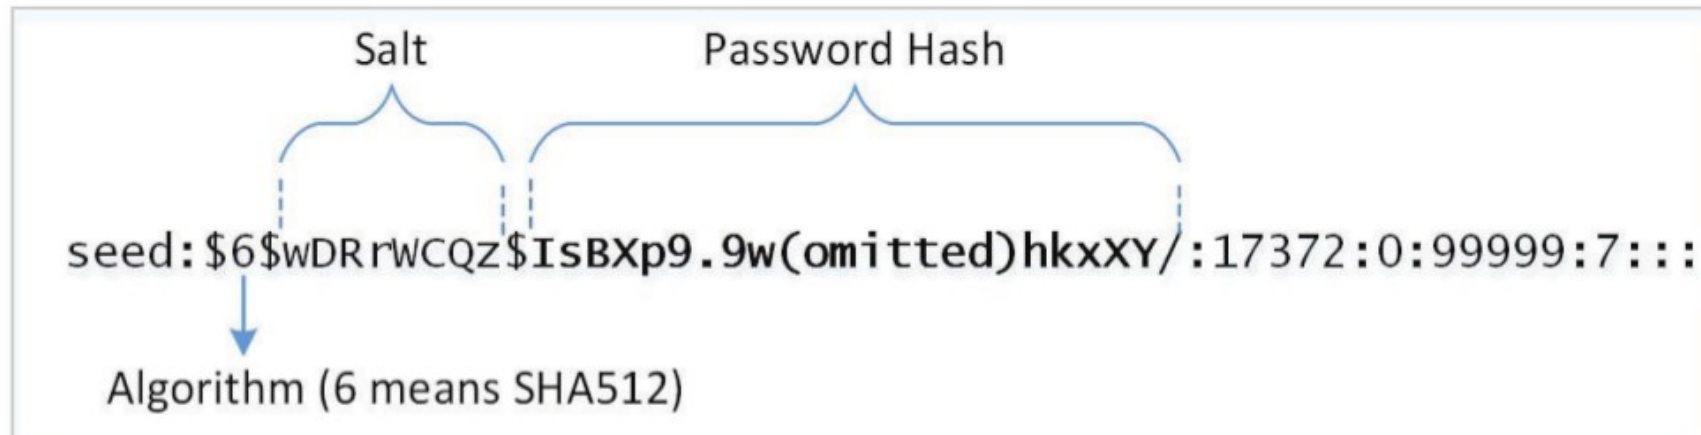 Salt Password Hash
seed:$6$wDRrWCQz$IsBXp9.9w(omitted)hkxXY/:17372:0:99999:7:::
Algorithm (6 means SHA512)